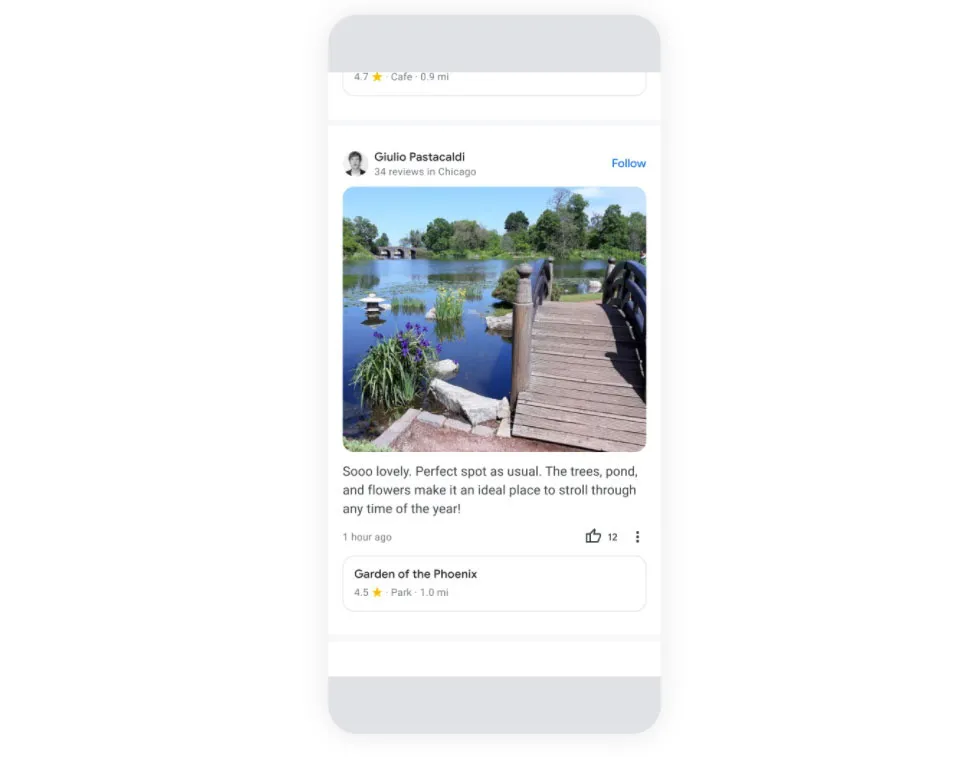 4.7 ★ · Cafe · 0.9 mi
Giulio Pastacaldi
34 reviews in Chicago
Follow
Sooo lovely. Perfect spot as usual. The trees, pond,
and flowers make it an ideal place to stroll through
any time of the year!
1 hour ago
12
Garden of the Phoenix
4.5 ★ · Park · 1.0 mi